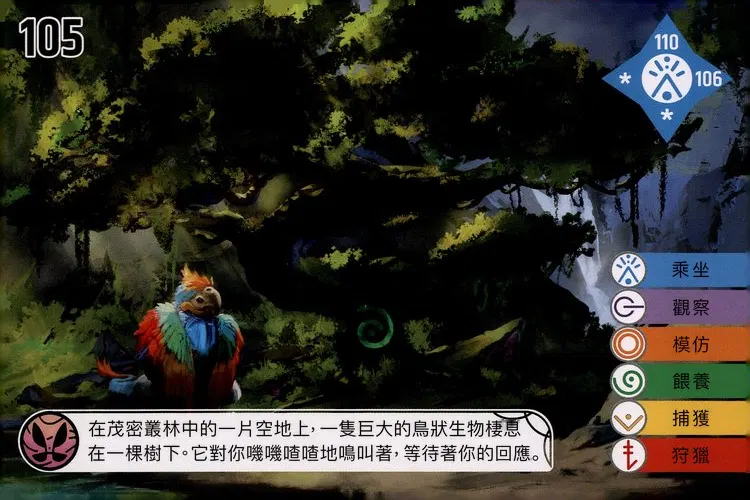 105
110
* 106
*
乘坐
觀察
模仿
餵養
捕獲
狩獵
在茂密叢林中的一片空地上，一隻巨大的鳥狀生物棲息
在一棵樹下。它對你嘰嘰喳喳地鳴叫著，等待著你的回應。